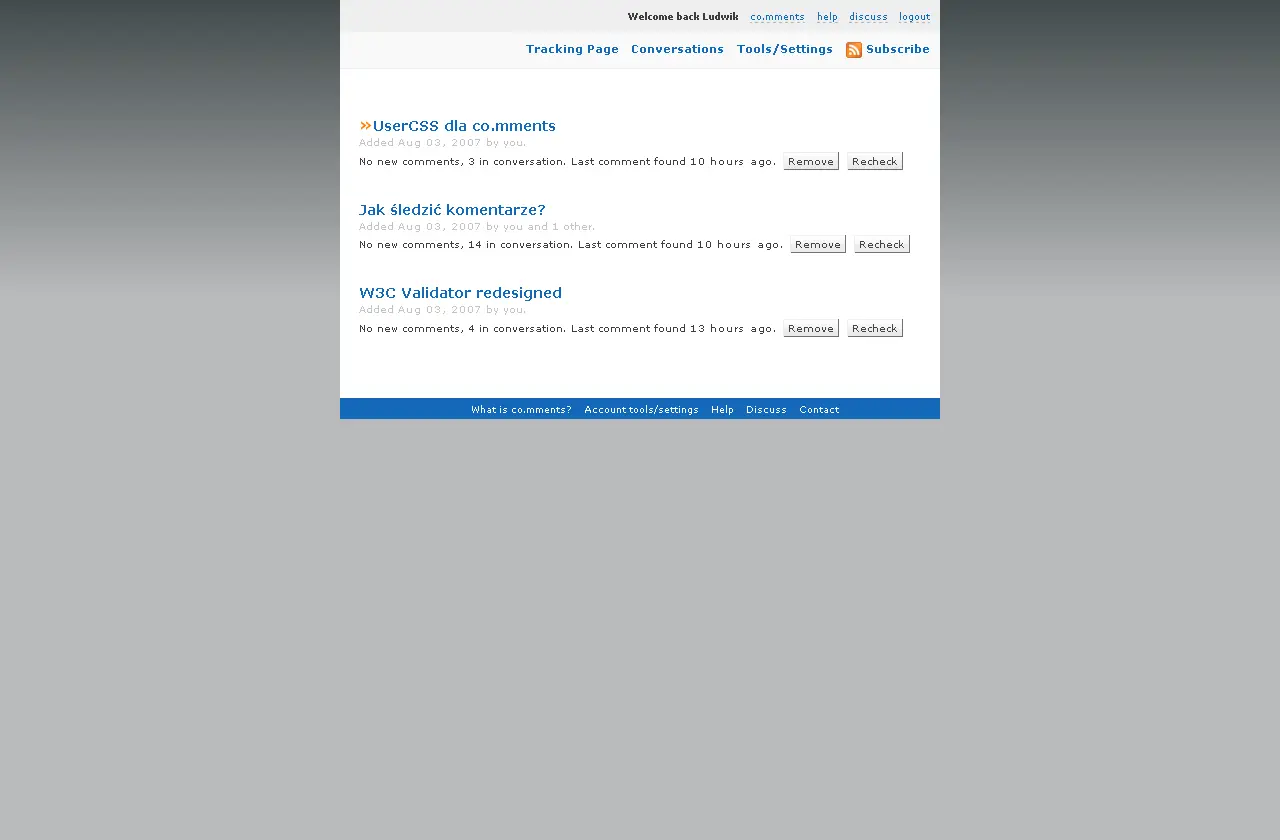 Welcome back Ludwik co.mments help discuss logout
Tracking Page Conversations Tools/Settings Subscribe
»UserCSS dla co.mments
Added Aug 03, 2007 by you.
No new comments, 3 in conversation. Last comment found 10 hours ago. Remove Recheck
Jak śledzić komentarze?
Added Aug 03, 2007 by you and 1 other.
No new comments, 14 in conversation. Last comment found 10 hours ago. Remove Recheck
W3C Validator redesigned
Added Aug 03, 2007 by you.
No new comments, 4 in conversation. Last comment found 13 hours ago. Remove Recheck
What is co.mments? Account tools/settings Help Discuss Contact